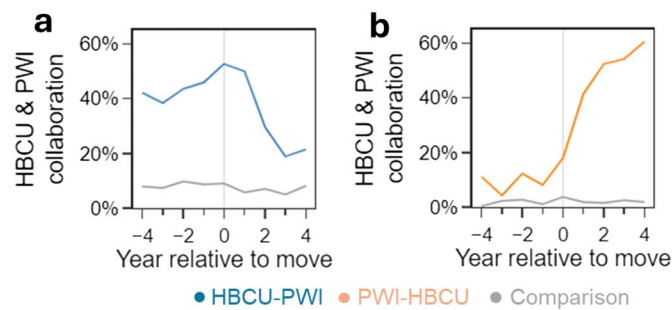 a
HBCU & PWI
collaboration
60%
40%
20%
0%
−4 −2 0 2 4
Year relative to move
b
HBCU & PWI
collaboration
60%
40%
20%
0%
−4 −2 0 2 4
Year relative to move
HBCU-PWI PWI-HBCU Comparison